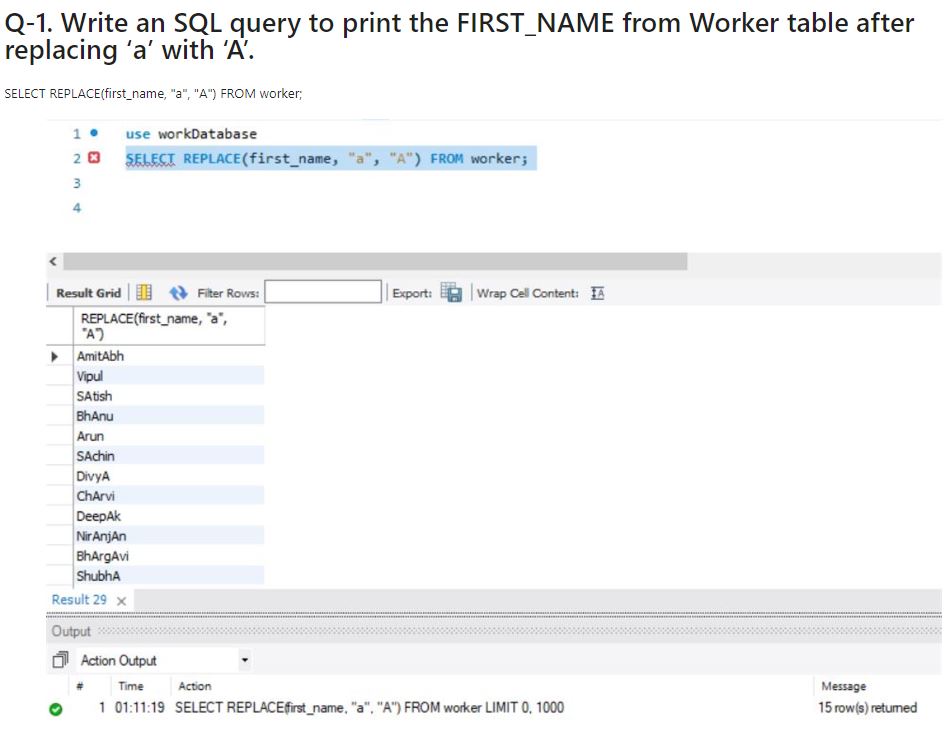 Q-1. Write an SQL query to print the FIRST_NAME from Worker table after
replacing ‘a’ with ‘A’.
SELECT REPLACE(first_name, "a", "A") FROM worker;
1 use workDatabase
2 SELECT REPLACE(first_name, "a", "A") FROM worker;
3
4
Result Grid Filter Rows: Export: Wrap Cell Content:
REPLACE(first_name, "a",
"A")
AmitAbh
Vipul
SAtish
BhAnu
Arun
SAchin
DivyA
ChArvi
DeepAk
NirAnjAn
BhArgAvi
ShubhA
Result 29
Output
Action Output
# Time Action Message
1 01:11:19 SELECT REPLACE(first_name, "a", "A") FROM worker LIMIT 0, 1000 15 row(s) returned